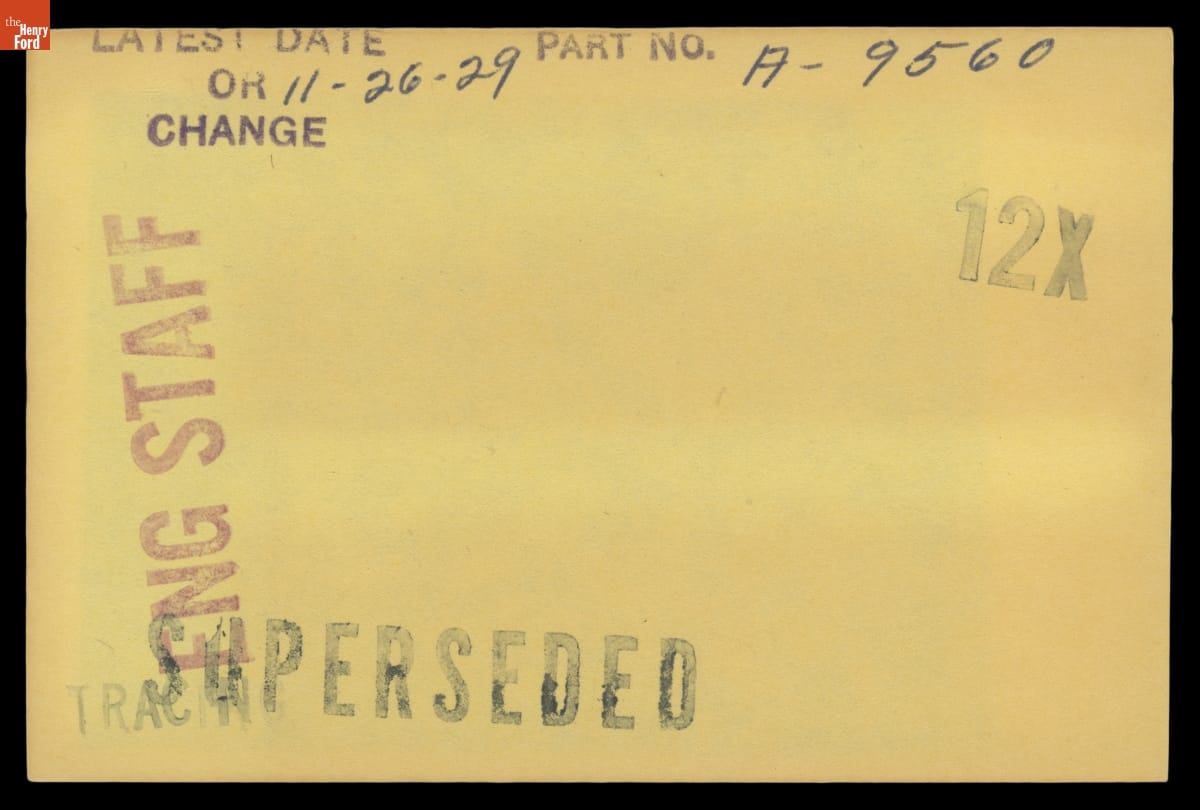 the
Henry
Ford
LATEST DATE PART NO. A-9560
OR 11-26-29
CHANGE
12X
ENG STAFF
SUPERSEDED
TRACING